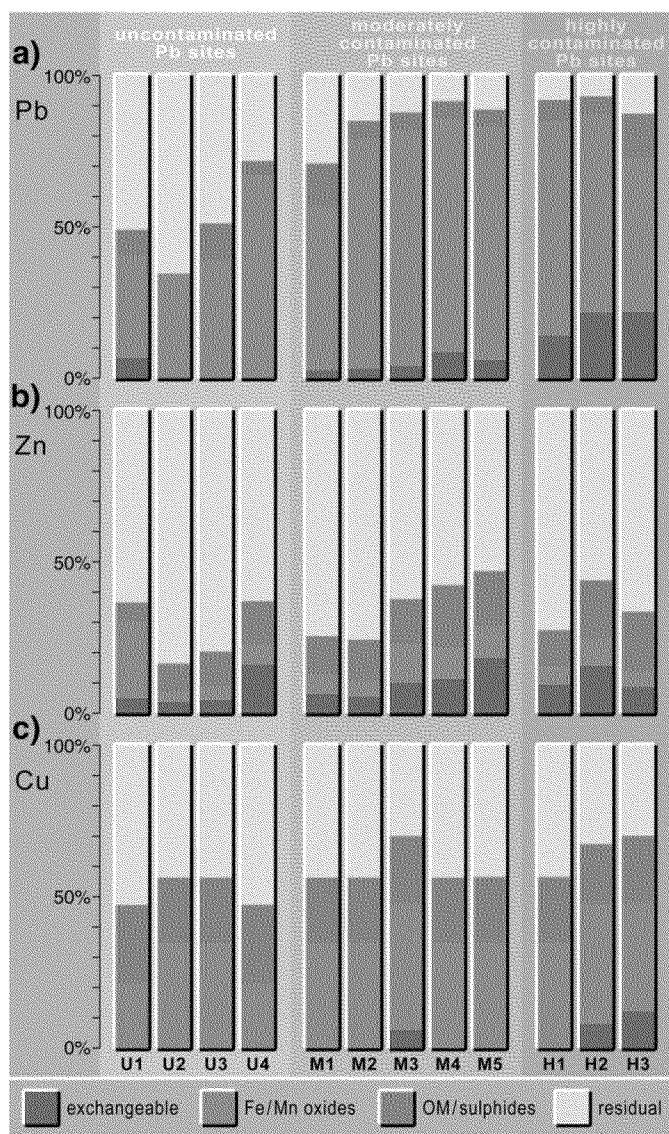 uncontaminated
Pb sites
moderately
contaminated
Pb sites
highly
contaminated
Pb sites
a)
Pb
100%
50%
0%
b)
Zn
100%
50%
0%
c)
Cu
100%
50%
0%
U1 U2 U3 U4 M1 M2 M3 M4 M5 H1 H2 H3
exchangeable Fe/Mn oxides OM/sulphides residual